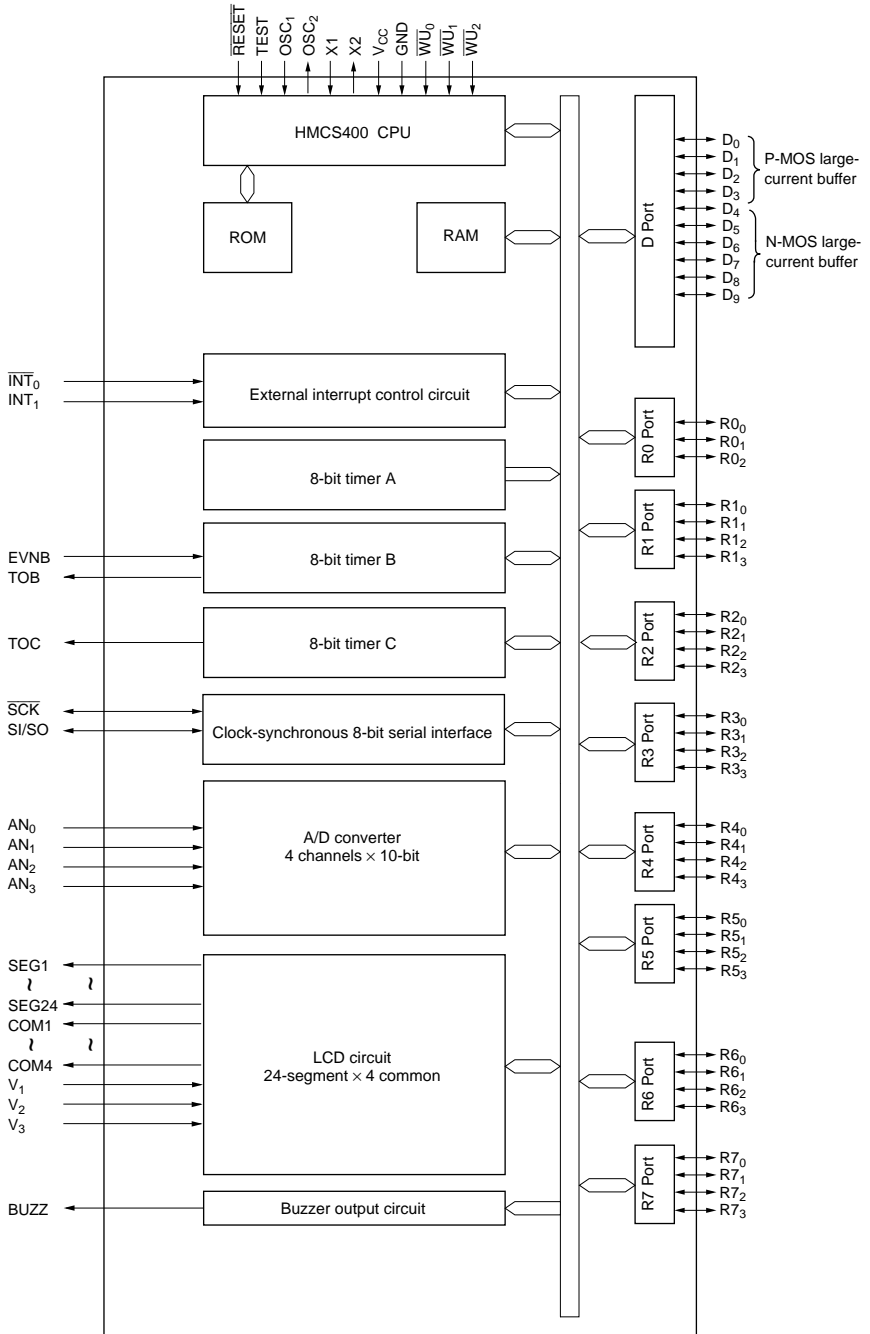 RESET
TEST
OSC1
OSC2
X1
X2
VCC
GND
WU0
WU1
WU2
HMCS400 CPU
ROM
RAM
D Port
D0
D1
D2
D3
D4
D5
D6
D7
D8
D9
P-MOS large-
current buffer
N-MOS large-
current buffer
INT0
INT1
External interrupt control circuit
8-bit timer A
EVNB
TOB
8-bit timer B
TOC
8-bit timer C
SCK
SI/SO
Clock-synchronous 8-bit serial interface
AN0
AN1
AN2
AN3
A/D converter
4 channels × 10-bit
SEG1
~ ~
SEG24
COM1
~ ~
COM4
V1
V2
V3
LCD circuit
24-segment × 4 common
BUZZ
Buzzer output circuit
R0 Port
R00
R01
R02
R1 Port
R10
R11
R12
R13
R2 Port
R20
R21
R22
R23
R3 Port
R30
R31
R32
R33
R4 Port
R40
R41
R42
R43
R5 Port
R50
R51
R52
R53
R6 Port
R60
R61
R62
R63
R7 Port
R70
R71
R72
R73